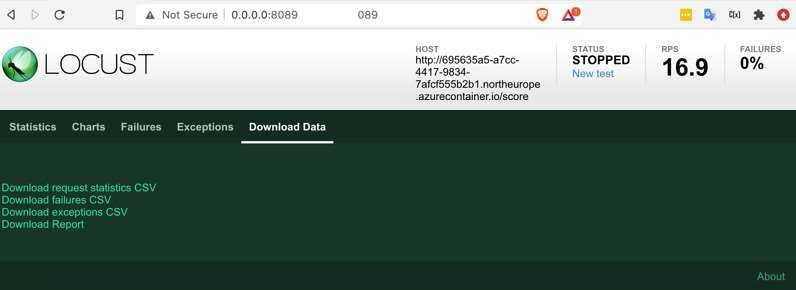 Not Secure | 0.0.0.0:8089 089
1
LOCUST
HOST
http://695635a5-a7cc-
4417-9834-
7afcf555b2b1.northeurope
.azurecontainer.io/score
STATUS
STOPPED
New test
RPS
16.9
FAILURES
0%
Statistics Charts Failures Exceptions Download Data
Download request statistics CSV
Download failures CSV
Download exceptions CSV
Download Report
About